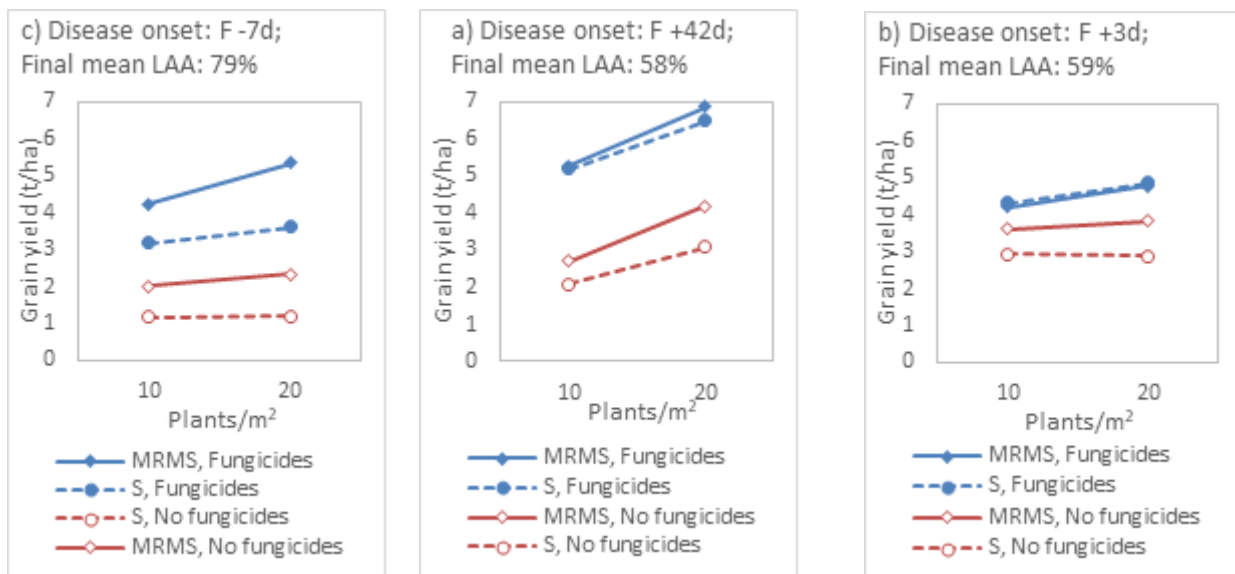 c) Disease onset: F -7d;
Final mean LAA: 79%
Grain yield (t/ha)
7
6
5
4
3
2
1
0
10 20
Plants/m²
MRMS, Fungicides
S, Fungicides
S, No fungicides
MRMS, No fungicides
a) Disease onset: F +42d;
Final mean LAA: 58%
Grain yield (t/ha)
7
6
5
4
3
2
1
0
10 20
Plants/m²
MRMS, Fungicides
S, Fungicides
MRMS, No fungicides
S, No fungicides
b) Disease onset: F +3d;
Final mean LAA: 59%
Grain yield (t/ha)
7
6
5
4
3
2
1
0
10 20
Plants/m²
MRMS, Fungicides
S, Fungicides
MRMS, No fungicides
S, No fungicides